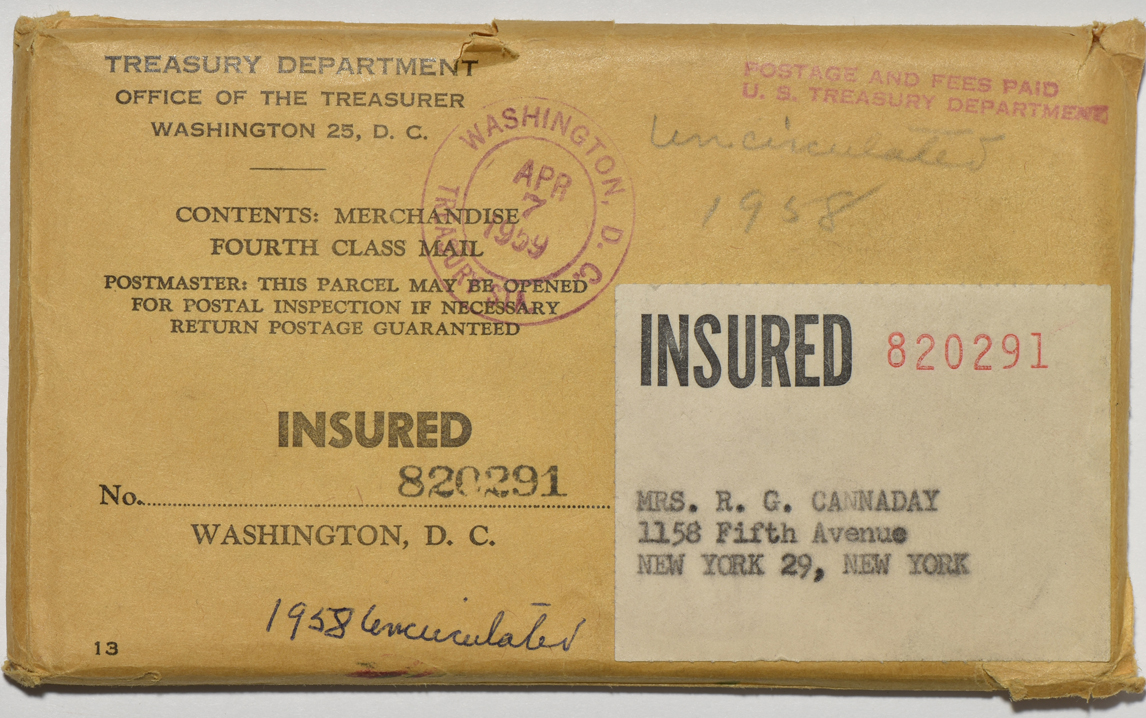 TREASURY DEPARTMENT
OFFICE OF THE TREASURER
WASHINGTON 25, D. C.
CONTENTS: MERCHANDISE
FOURTH CLASS MAIL
POSTMASTER: THIS PARCEL MAY BE OPENED
FOR POSTAL INSPECTION IF NECESSARY
RETURN POSTAGE GUARANTEED
WASHINGTON, D. C.
APR
7
1959
TREASURY STA.
POSTAGE AND FEES PAID
U. S. TREASURY DEPARTMENT
Uncirculated
1958
INSURED
No. 820291
WASHINGTON, D. C.
1958 Uncirculated
13
INSURED 820291
MRS. R. G. CANNADAY
1158 Fifth Avenue
NEW YORK 29, NEW YORK